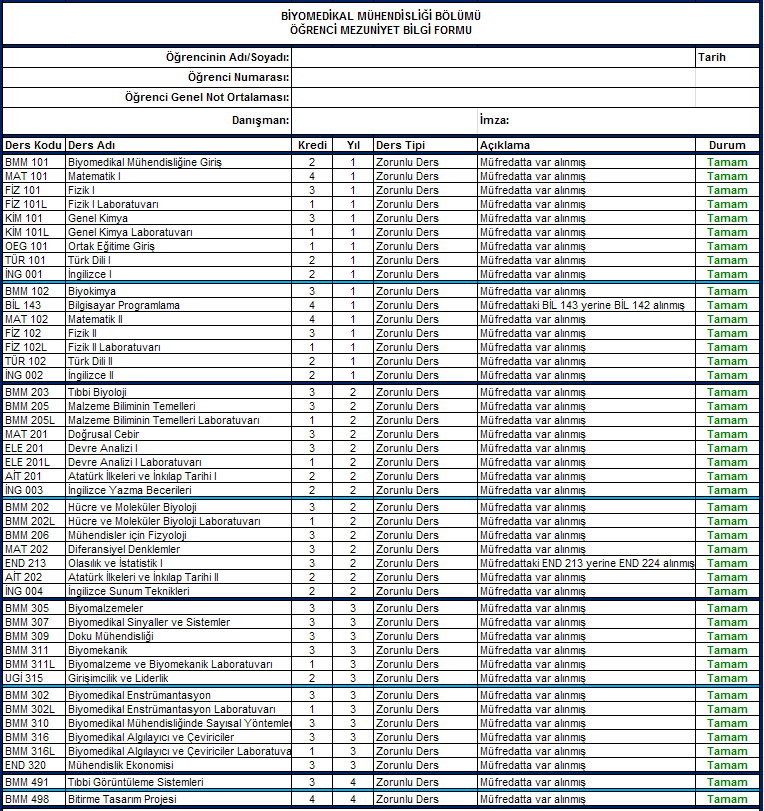 BİYOMEDİKAL MÜHENDİSLİĞİ BÖLÜMÜ
ÖĞRENCİ MEZUNİYET BİLGİ FORMU
Öğrencinin Adı/Soyadı: Tarih
Öğrenci Numarası:
Öğrenci Genel Not Ortalaması:
Danışman: İmza:
Ders Kodu Ders Adı Kredi Yıl Ders Tipi Açıklama Durum
BMM 101 Biyomedikal Mühendisliğine Giriş 2 1 Zorunlu Ders Müfredatta var alınmış Tamam
MAT 101 Matematik I 4 1 Zorunlu Ders Müfredatta var alınmış Tamam
FİZ 101 Fizik I 3 1 Zorunlu Ders Müfredatta var alınmış Tamam
FİZ 101L Fizik I Laboratuvarı 1 1 Zorunlu Ders Müfredatta var alınmış Tamam
KİM 101 Genel Kimya 3 1 Zorunlu Ders Müfredatta var alınmış Tamam
KİM 101L Genel Kimya Laboratuvarı 1 1 Zorunlu Ders Müfredatta var alınmış Tamam
OEG 101 Ortak Eğitime Giriş 1 1 Zorunlu Ders Müfredatta var alınmış Tamam
TÜR 101 Türk Dili I 2 1 Zorunlu Ders Müfredatta var alınmış Tamam
İNG 001 İngilizce I 2 1 Zorunlu Ders Müfredatta var alınmış Tamam
BMM 102 Biyokimya 3 1 Zorunlu Ders Müfredatta var alınmış Tamam
BİL 143 Bilgisayar Programlama 4 1 Zorunlu Ders Müfredattaki BİL 143 yerine BİL 142 alınmış Tamam
MAT 102 Matematik II 4 1 Zorunlu Ders Müfredatta var alınmış Tamam
FİZ 102 Fizik II 3 1 Zorunlu Ders Müfredatta var alınmış Tamam
FİZ 102L Fizik II Laboratuvarı 1 1 Zorunlu Ders Müfredatta var alınmış Tamam
TÜR 102 Türk Dili II 2 1 Zorunlu Ders Müfredatta var alınmış Tamam
İNG 002 İngilizce II 2 1 Zorunlu Ders Müfredatta var alınmış Tamam
BMM 203 Tıbbi Biyoloji 3 2 Zorunlu Ders Müfredatta var alınmış Tamam
BMM 205 Malzeme Biliminin Temelleri 3 2 Zorunlu Ders Müfredatta var alınmış Tamam
BMM 205L Malzeme Biliminin Temelleri Laboratuvarı 1 2 Zorunlu Ders Müfredatta var alınmış Tamam
MAT 201 Doğrusal Cebir 3 2 Zorunlu Ders Müfredatta var alınmış Tamam
ELE 201 Devre Analizi I 3 2 Zorunlu Ders Müfredatta var alınmış Tamam
ELE 201L Devre Analizi I Laboratuvarı 1 2 Zorunlu Ders Müfredatta var alınmış Tamam
AİT 201 Atatürk İlkeleri ve İnkılap Tarihi I 2 2 Zorunlu Ders Müfredatta var alınmış Tamam
İNG 003 İngilizce Yazma Becerileri 2 2 Zorunlu Ders Müfredatta var alınmış Tamam
BMM 202 Hücre ve Moleküler Biyoloji 3 2 Zorunlu Ders Müfredatta var alınmış Tamam
BMM 202L Hücre ve Moleküler Biyoloji Laboratuvarı 1 2 Zorunlu Ders Müfredatta var alınmış Tamam
BMM 206 Mühendisler için Fizyoloji 3 2 Zorunlu Ders Müfredatta var alınmış Tamam
MAT 202 Diferansiyel Denklemler 3 2 Zorunlu Ders Müfredatta var alınmış Tamam
END 213 Olasılık ve İstatistik I 3 2 Zorunlu Ders Müfredattaki END 213 yerine END 224 alınmış Tamam
AİT 202 Atatürk İlkeleri ve İnkılap Tarihi II 2 2 Zorunlu Ders Müfredatta var alınmış Tamam
İNG 004 İngilizce Sunum Teknikleri 2 2 Zorunlu Ders Müfredatta var alınmış Tamam
BMM 305 Biyomalzemeler 3 3 Zorunlu Ders Müfredatta var alınmış Tamam
BMM 307 Biyomedikal Sinyaller ve Sistemler 3 3 Zorunlu Ders Müfredatta var alınmış Tamam
BMM 309 Doku Mühendisliği 3 3 Zorunlu Ders Müfredatta var alınmış Tamam
BMM 311 Biyomekanik 3 3 Zorunlu Ders Müfredatta var alınmış Tamam
BMM 311L Biyomalzeme ve Biyomekanik Laboratuvarı 1 3 Zorunlu Ders Müfredatta var alınmış Tamam
UGİ 315 Girişimcilik ve Liderlik 2 3 Zorunlu Ders Müfredatta var alınmış Tamam
BMM 302 Biyomedikal Enstrümantasyon 3 3 Zorunlu Ders Müfredatta var alınmış Tamam
BMM 302L Biyomedikal Enstrümantasyon Laboratuvarı 1 3 Zorunlu Ders Müfredatta var alınmış Tamam
BMM 310 Biyomedikal Mühendisliğinde Sayısal Yöntemler 3 3 Zorunlu Ders Müfredatta var alınmış Tamam
BMM 316 Biyomedikal Algılayıcı ve Çeviriciler 3 3 Zorunlu Ders Müfredatta var alınmış Tamam
BMM 316L Biyomedikal Algılayıcı ve Çeviriciler Laboratuva 1 3 Zorunlu Ders Müfredatta var alınmış Tamam
END 320 Mühendislik Ekonomisi 3 3 Zorunlu Ders Müfredatta var alınmış Tamam
BMM 491 Tıbbi Görüntüleme Sistemleri 3 4 Zorunlu Ders Müfredatta var alınmış Tamam
BMM 498 Bitirme Tasarım Projesi 4 4 Zorunlu Ders Müfredatta var alınmış Tamam